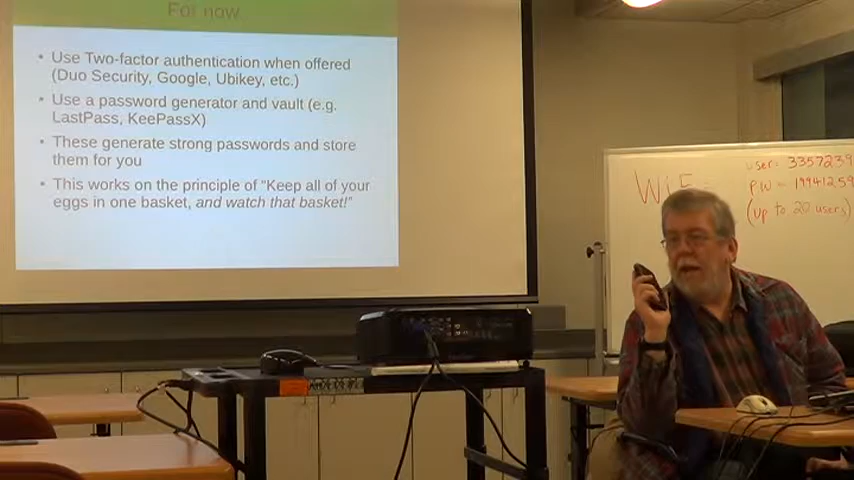 For now
• Use Two-factor authentication when offered
(Duo Security, Google, Ubikey, etc.)
• Use a password generator and vault (e.g.
LastPass, KeePassX)
• These generate strong passwords and store
them for you
• This works on the principle of “Keep all of your
eggs in one basket, and watch that basket!”
user= 3357239
WiF
P.W = 19941259
(up to 20 users)